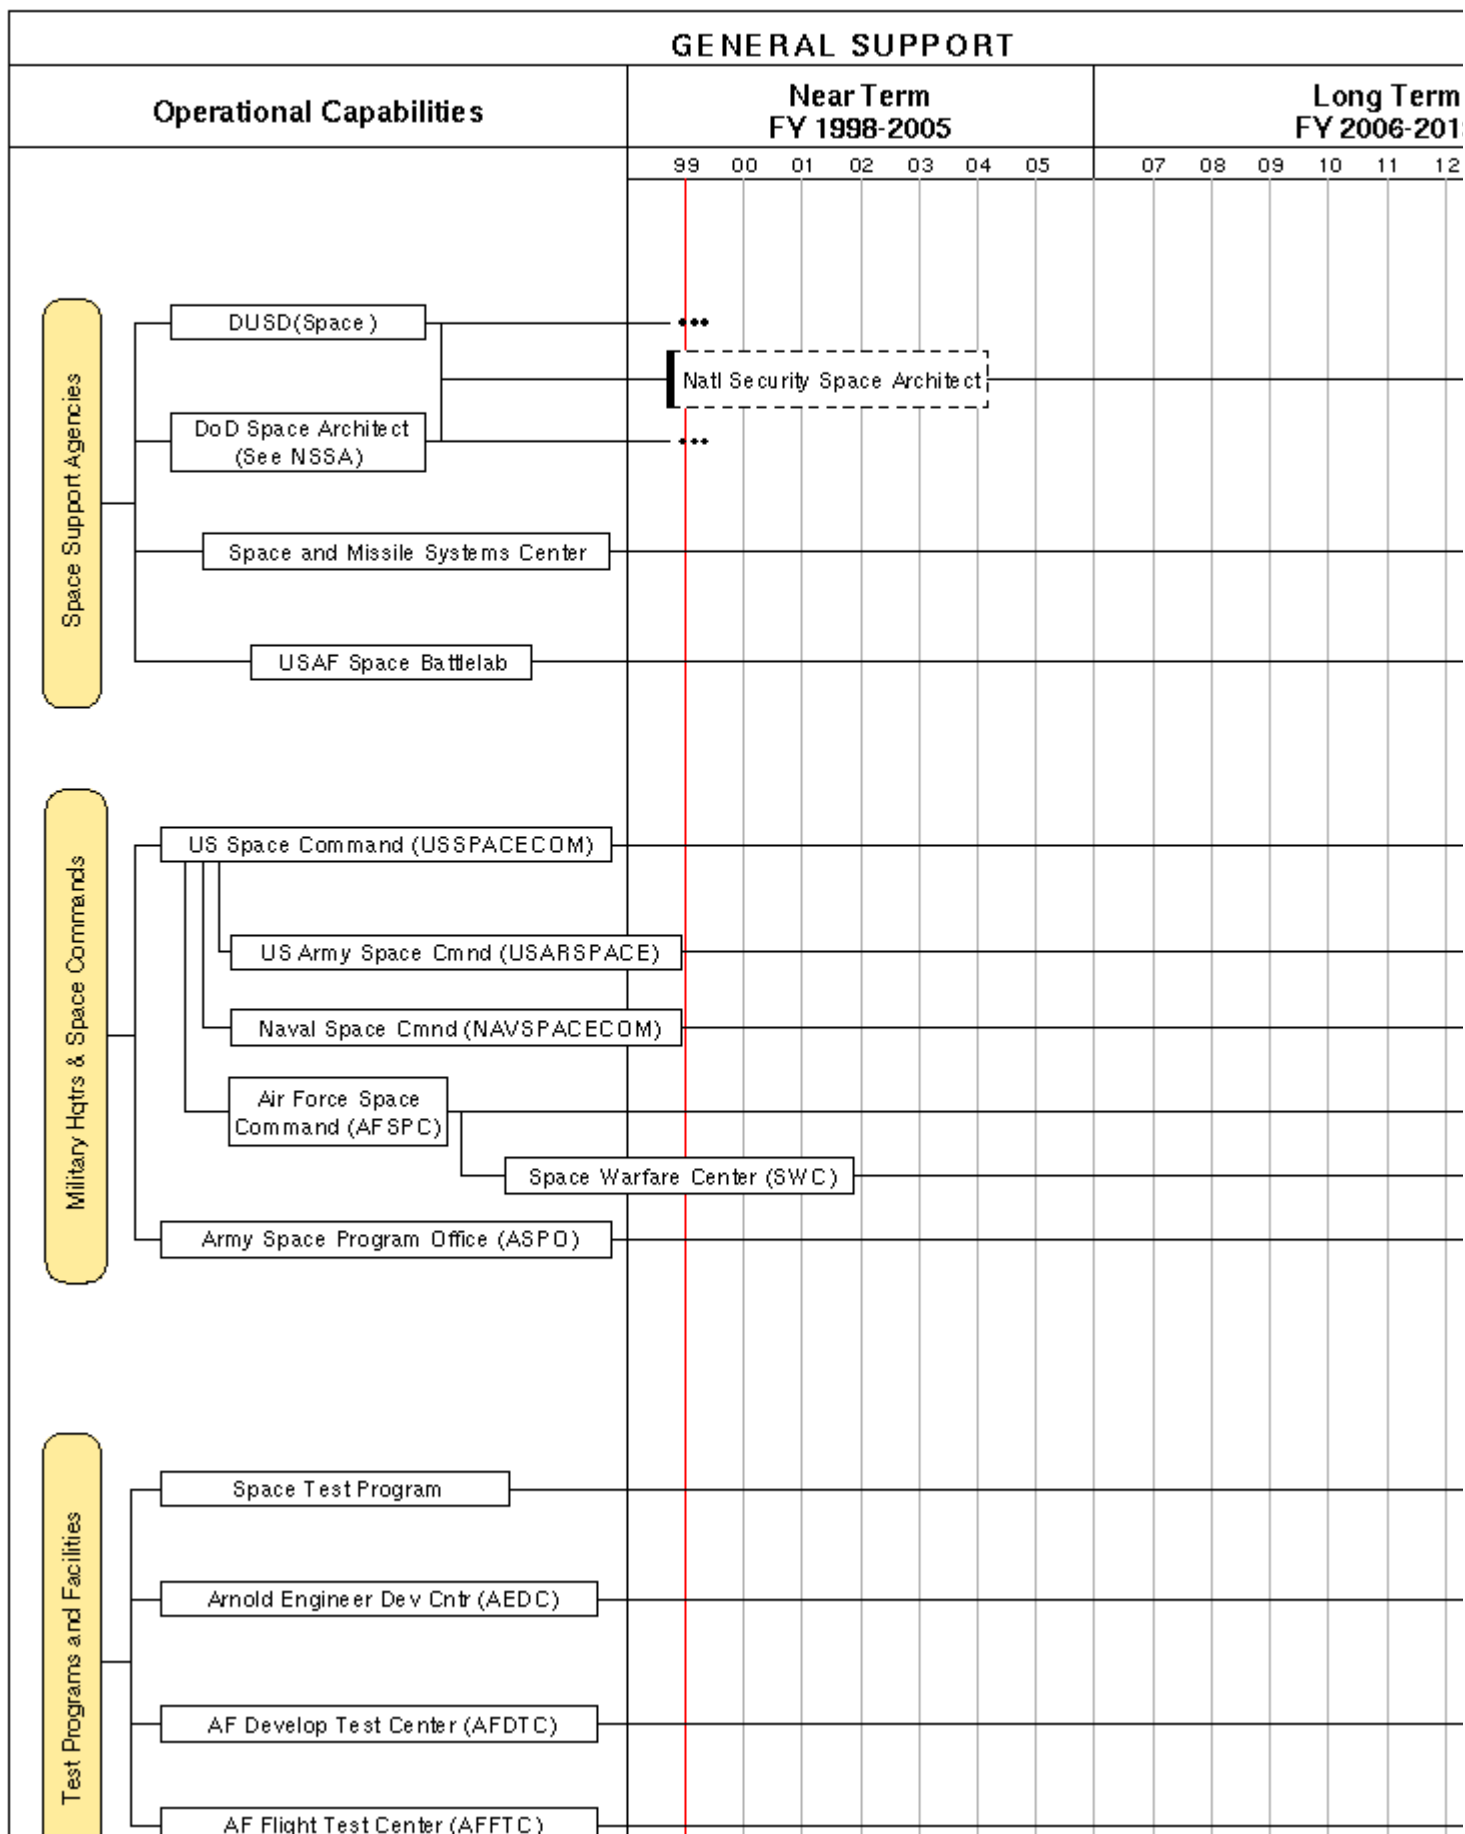 GENERAL SUPPORT
Operational Capabilities
Near Term
FY 1998-2005
Long Term
FY 2006-201
99 00 01 02 03 04 05 07 08 09 10 11 12
Space Support Agencies
DUSD(Space)
Natl Security Space Architect
DoD Space Architect
(See NSSA)
Space and Missile Systems Center
USAF Space Battlelab
Military Hqtrs & Space Commands
US Space Command (USSPACECOM)
US Army Space Cmnd (USARSPACE)
Naval Space Cmnd (NAVSPACECOM)
Air Force Space
Command (AFSPC)
Space Warfare Center (SWC)
Army Space Program Office (ASPO)
Test Programs and Facilities
Space Test Program
Arnold Engineer Dev Cntr (AEDC)
AF Develop Test Center (AFDTC)
AF Flight Test Center (AFFTC)